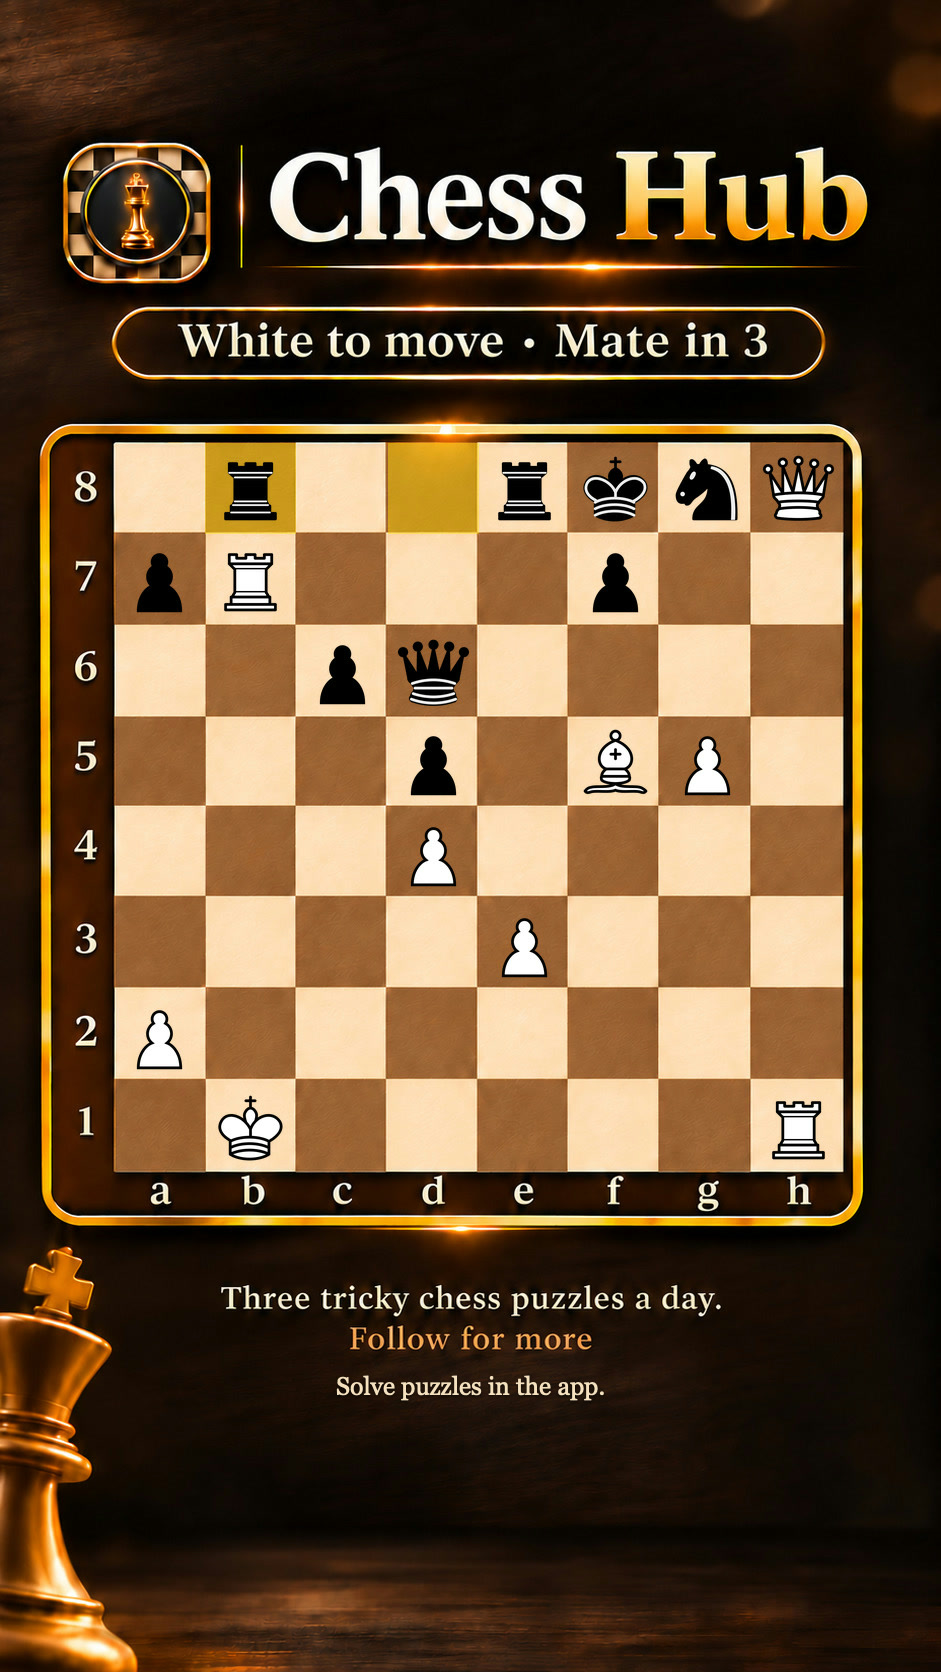 Chess Hub
White to move • Mate in 3
8
7
6
5
4
3
2
1
a b c d e f g h
Three tricky chess puzzles a day.
Follow for more
Solve puzzles in the app.